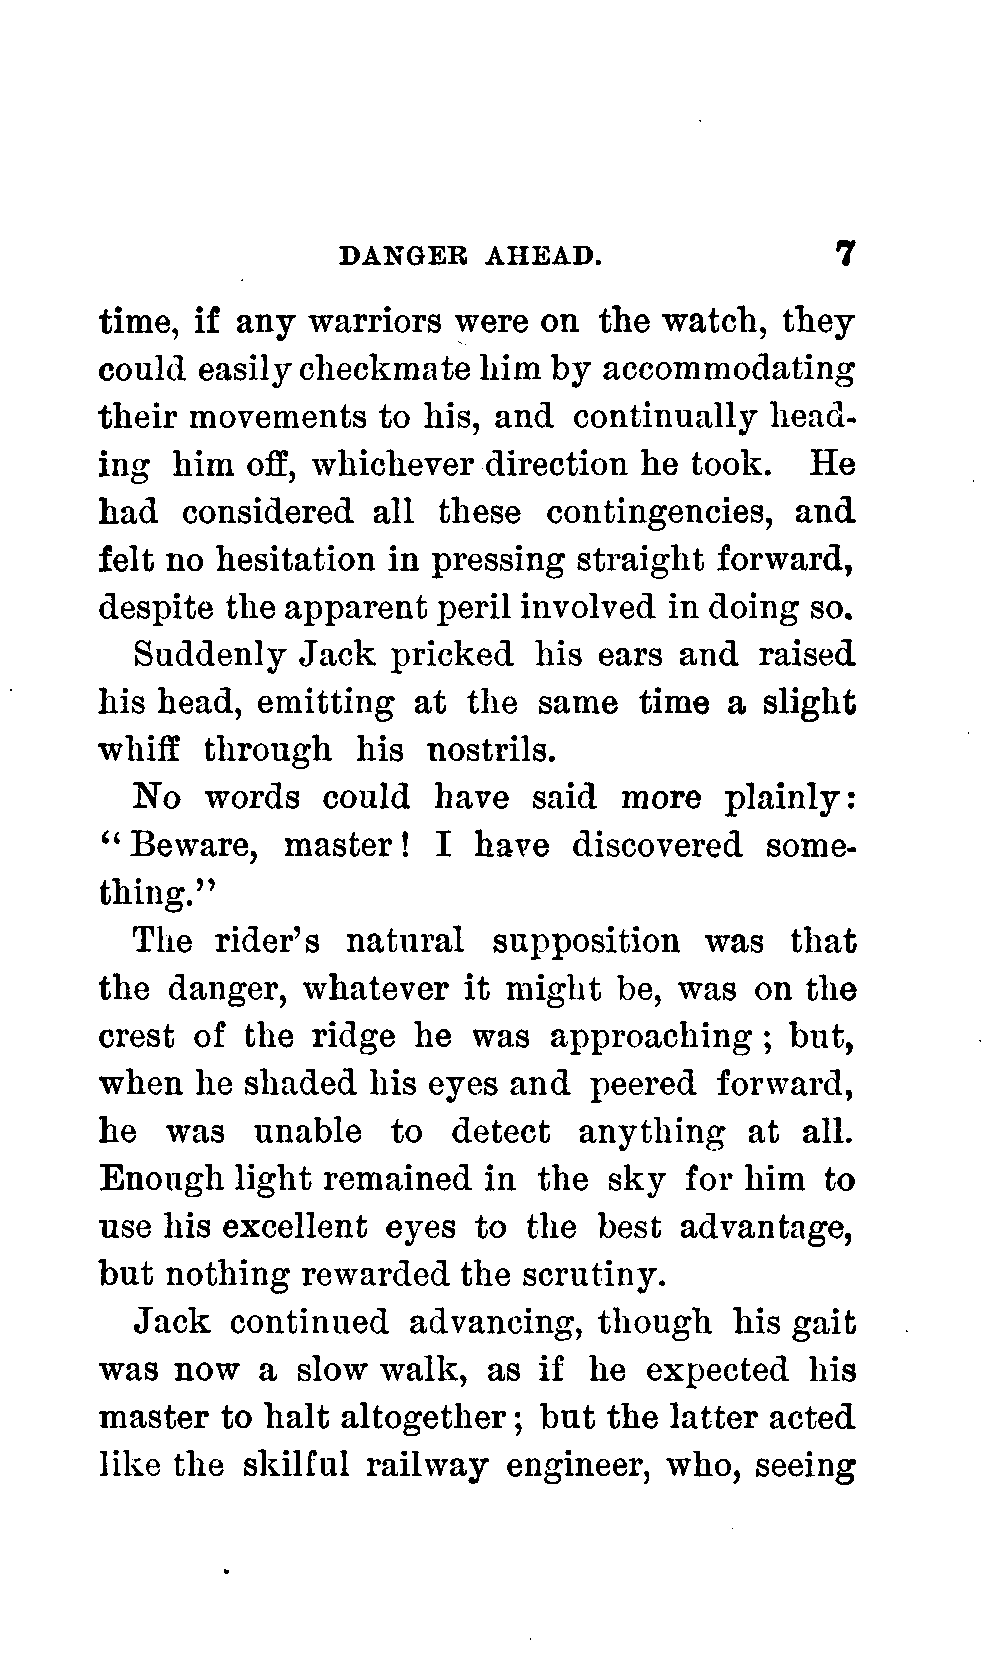 DANGER AHEAD. 7
time, if any warriors were on the watch, they
could easily checkmate him by accommodating
their movements to his, and continually head-
ing him off, whichever direction he took. He
had considered all these contingencies, and
felt no hesitation in pressing straight forward,
despite the apparent peril involved in doing so.
Suddenly Jack pricked his ears and raised
his head, emitting at the same time a slight
whiff through his nostrils.
No words could have said more plainly:
“Beware, master! I have discovered some-
thing.”
The rider's natural supposition was that
the danger, whatever it might be, was on the
crest of the ridge he was approaching; but,
when he shaded his eyes and peered forward,
he was unable to detect anything at all.
Enough light remained in the sky for him to
use his excellent eyes to the best advantage,
but nothing rewarded the scrutiny.
Jack continued advancing, though his gait
was now a slow walk, as if he expected his
master to halt altogether; but the latter acted
like the skilful railway engineer, who, seeing